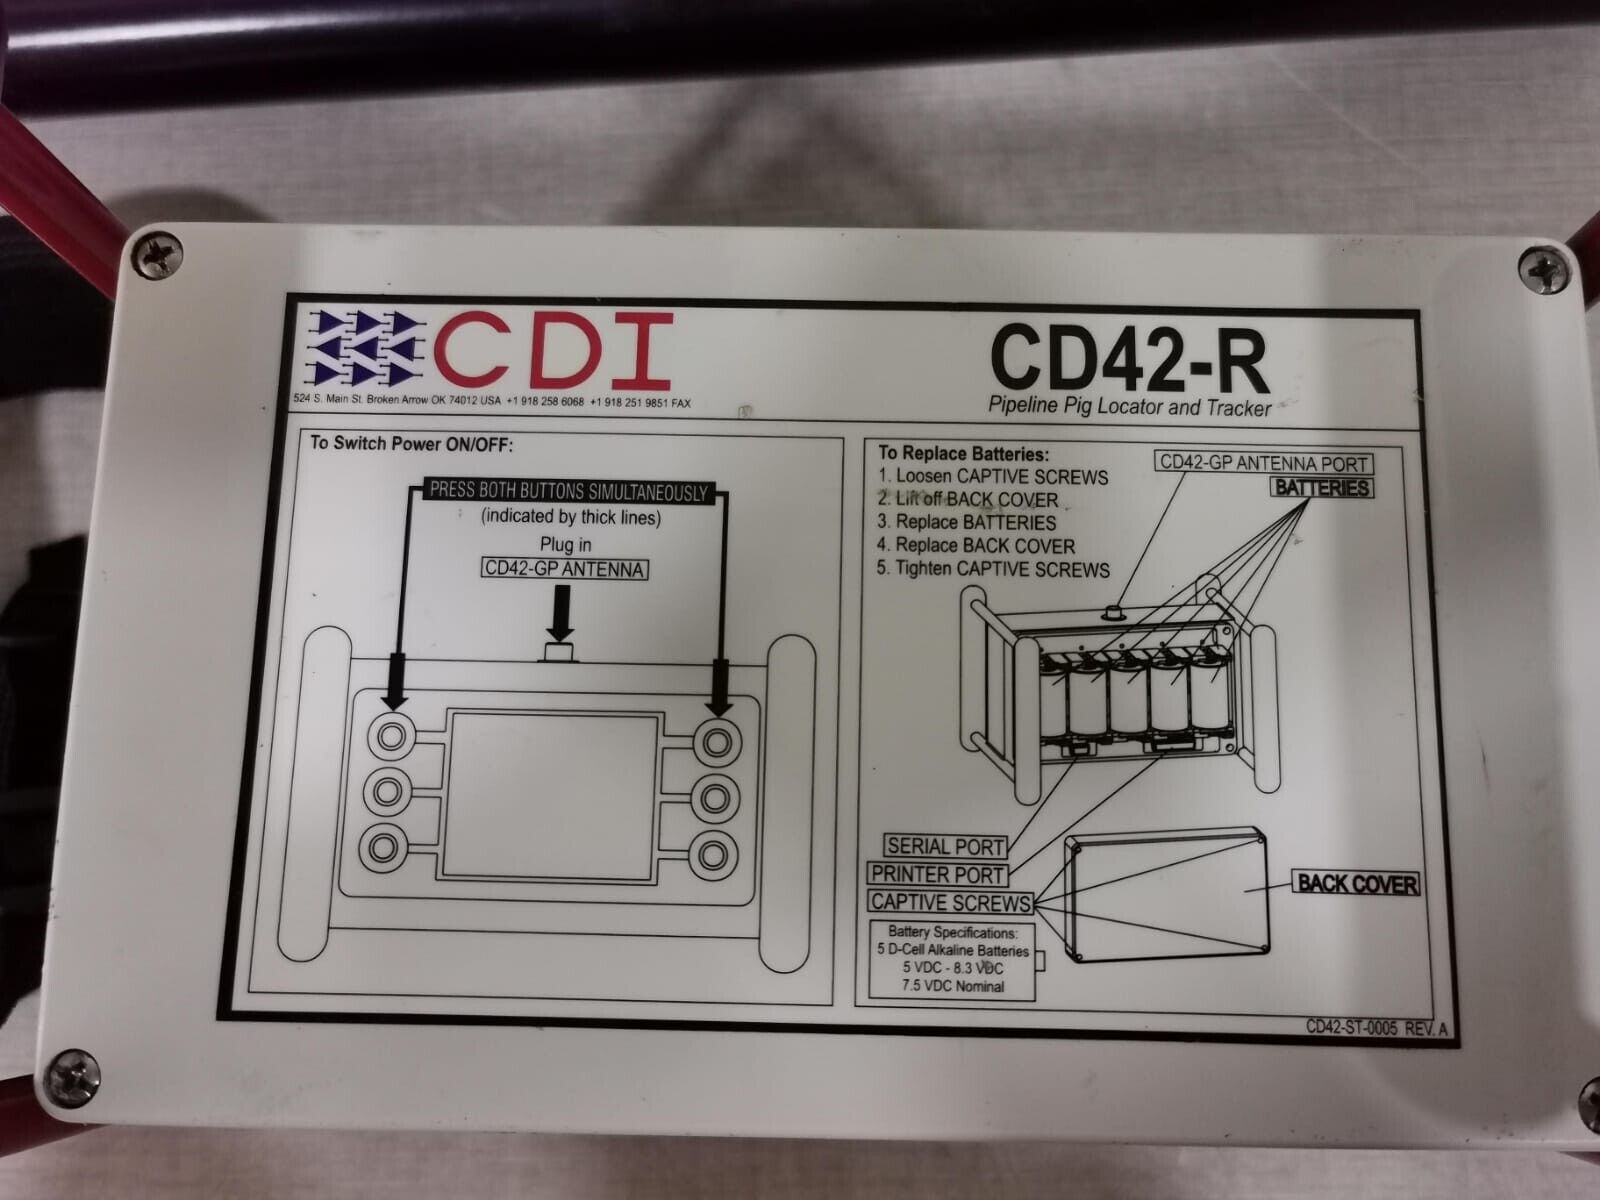 CDI
524 S. Main St. Broken Arrow OK 74012 USA +1 918 258 6068 +1 918 251 9851 FAX
CD42-R
Pipeline Pig Locator and Tracker
To Switch Power ON/OFF:
PRESS BOTH BUTTONS SIMULTANEOUSLY
(indicated by thick lines)
Plug in
CD42-GP ANTENNA
To Replace Batteries:
1. Loosen CAPTIVE SCREWS
2. Lift off BACK COVER
3. Replace BATTERIES
4. Replace BACK COVER
5. Tighten CAPTIVE SCREWS
CD42-GP ANTENNA PORT
BATTERIES
SERIAL PORT
PRINTER PORT
CAPTIVE SCREWS
BACK COVER
Battery Specifications:
5 D-Cell Alkaline Batteries
5 VDC - 8.3 VDC
7.5 VDC Nominal
CD42-ST-0005 REV. A